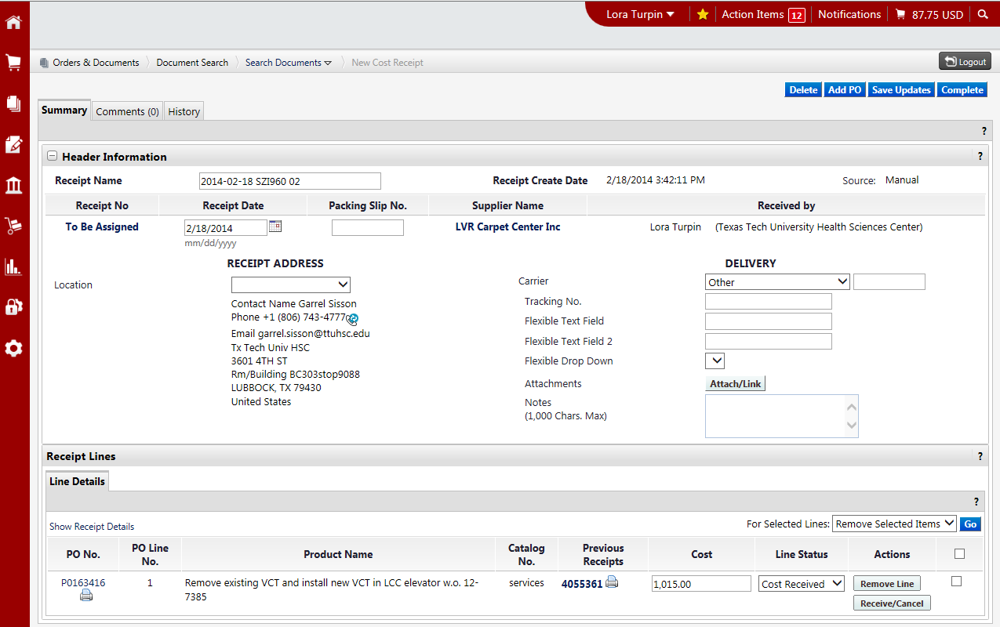 Lora Turpin
Action Items 12
Notifications
87.75 USD
Orders & Documents
Document Search
Search Documents
New Cost Receipt
Logout
Delete
Add PO
Save Updates
Complete
Summary
Comments (0)
History
?
Header Information
?
Receipt Name
2014-02-18 SZI960 02
Receipt Create Date
2/18/2014 3:42:11 PM
Source:
Manual
Receipt No
Receipt Date
Packing Slip No.
Supplier Name
Received by
To Be Assigned
2/18/2014
mm/dd/yyyy
LVR Carpet Center Inc
Lora Turpin
(Texas Tech University Health Sciences Center)
RECEIPT ADDRESS
Location
Contact Name Garrel Sisson
Phone +1 (806) 743-4777
Email garrel.sisson@ttuhsc.edu
Tx Tech Univ HSC
3601 4TH ST
Rm/Building BC303stop9088
LUBBOCK, TX 79430
United States
DELIVERY
Carrier
Other
Tracking No.
Flexible Text Field
Flexible Text Field 2
Flexible Drop Down
Attachments
Attach/Link
Notes
(1,000 Chars. Max)
Receipt Lines
?
Line Details
?
Show Receipt Details
For Selected Lines:
Remove Selected Items
Go
PO No.
PO Line
No.
Product Name
Catalog
No.
Previous
Receipts
Cost
Line Status
Actions
P0163416
1
Remove existing VCT and install new VCT in LCC elevator w.o. 12-
7385
services
4055361
1,015.00
Cost Received
Remove Line
Receive/Cancel